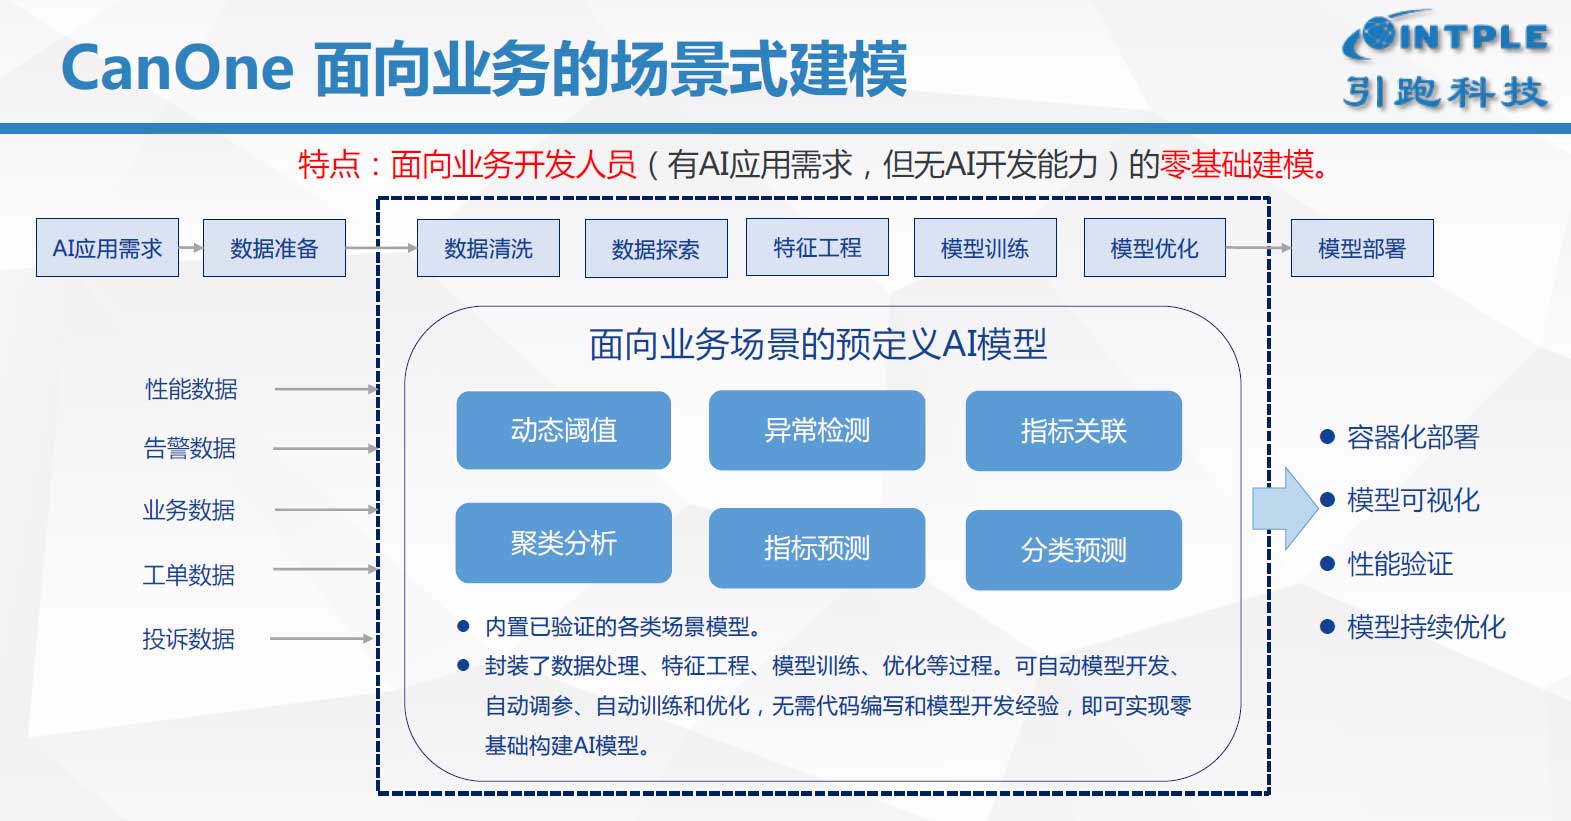 CanOne 面向业务的场景式建模
INTPLE
引跑科技
特点：面向业务开发人员（有AI应用需求，但无AI开发能力）的零基础建模。
AI应用需求
数据准备
数据清洗
数据探索
特征工程
模型训练
模型优化
模型部署
面向业务场景的预定义AI模型
性能数据
告警数据
业务数据
工单数据
投诉数据
动态阈值
异常检测
指标关联
聚类分析
指标预测
分类预测
● 内置已验证的各类场景模型。
● 封装了数据处理、特征工程、模型训练、优化等过程。可自动模型开发、
自动调参、自动训练和优化，无需代码编写和模型开发经验，即可实现零
基础构建AI模型。
● 容器化部署
● 模型可视化
● 性能验证
● 模型持续优化